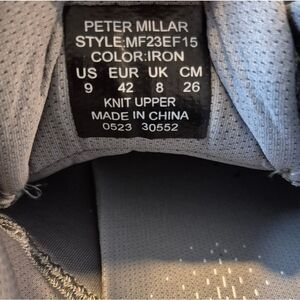 PETER MILLAR
STYLE:MF23EF15
COLOR:IRON
US EUR UK CM
9 42 8 26
KNIT UPPER
MADE IN CHINA
0523 30552